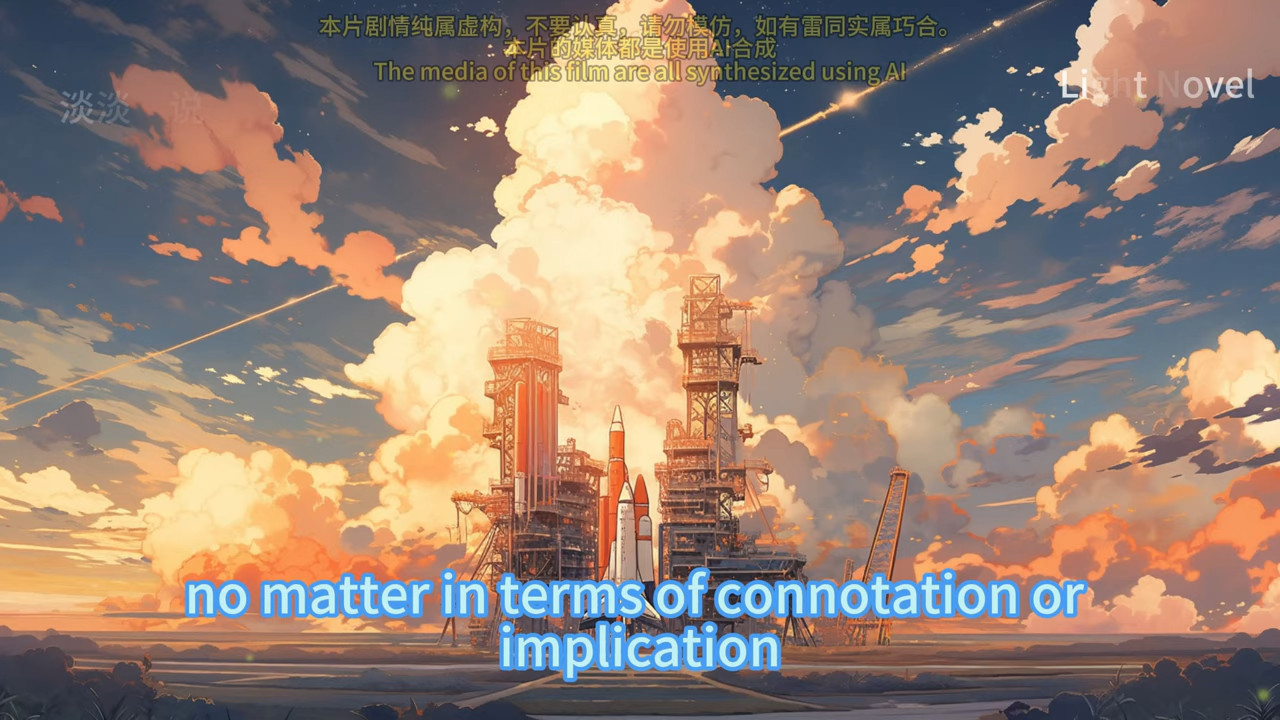 本片剧情纯属虚构，不要认真，请勿模仿，如有雷同实属巧合。
本片的媒体都是使用AI合成
The media of this film are all synthesized using AI
Light Novel
淡淡 说
no matter in terms of connotation or
implication